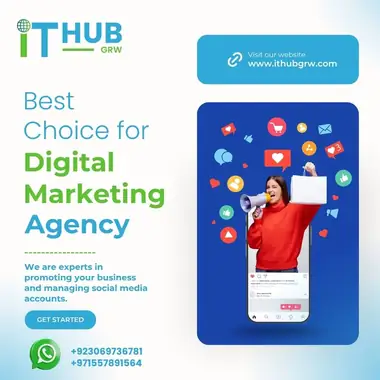 iT HUB
GRW
Visit our website
www.ithubgrw.com
Best
Choice for
Digital
Marketing
Agency
We are experts in
promoting your business
and managing social media
accounts.
GET STARTED
+923069736781
+971557891564